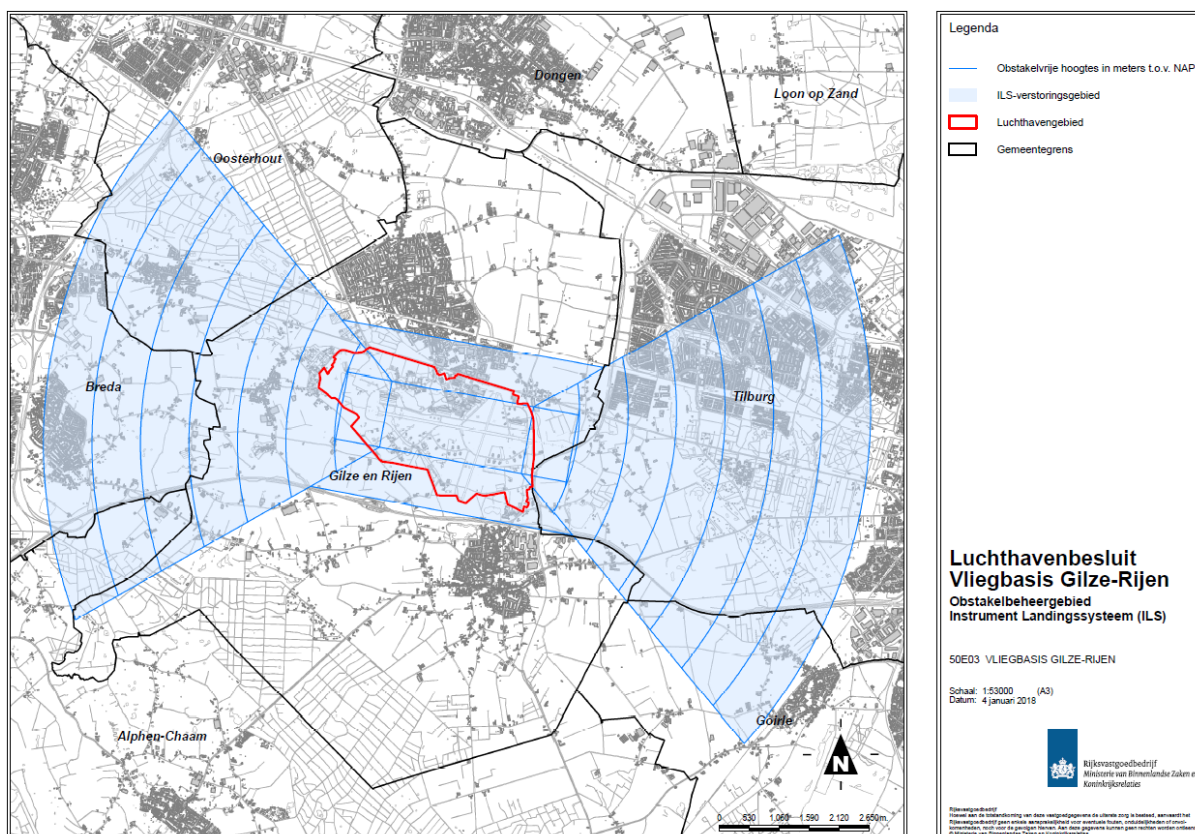 Dongen
Loon op Zand
Oosterhout
Breda
Tilburg
Gilze en Rijen
Goirle
Alphen-Chaam
N
0 530 1.060 1.590 2.120 2.650
m.
Legenda
Obstakelvrije hoogtes in meters t.o.v. NAP
ILS-verstoringsgebied
Luchthavengebied
Gemeentegrens
Luchthavenbesluit
Vliegbasis Gilze-Rijen
Obstakelbeheergebied
Instrument Landingssysteem (ILS)
50E03 VLIEGBASIS GILZE-RIJEN
Schaal: 1:53000 (A3)
Datum: 4 januari 2018
Rijksvastgoedbedrijf
Ministerie van Binnenlandse Zaken en
Koninkrijksrelaties
Rijksvastgoedbedrijf